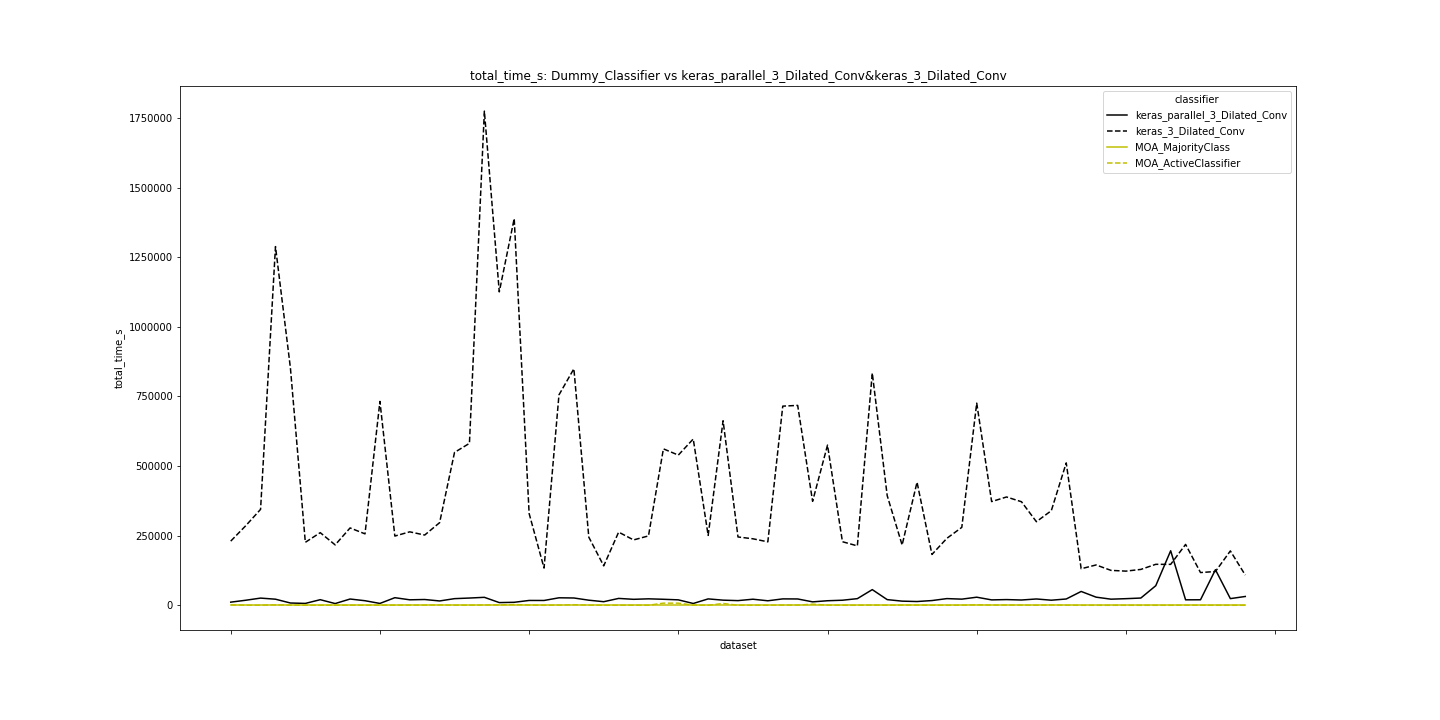 total_time_s: Dummy_Classifier vs keras_parallel_3_Dilated_Conv&keras_3_Dilated_Conv
classifier
keras_parallel_3_Dilated_Conv
keras_3_Dilated_Conv
MOA_MajorityClass
MOA_ActiveClassifier
1750000
1500000
1250000
1000000
750000
500000
250000
0
total_time_s
dataset